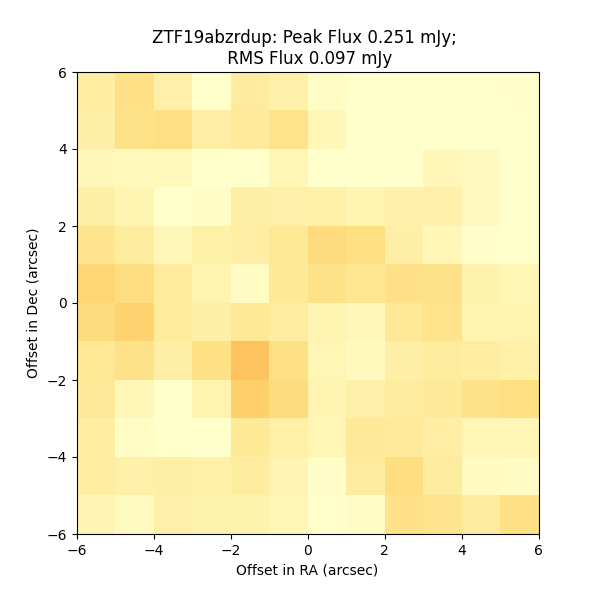 ZTF19abzrdup: Peak Flux 0.251 mJy;
RMS Flux 0.097 mJy
6
4
2
0
−2
−4
−6
Offset in Dec (arcsec)
−6 −4 −2 0 2 4 6
Offset in RA (arcsec)